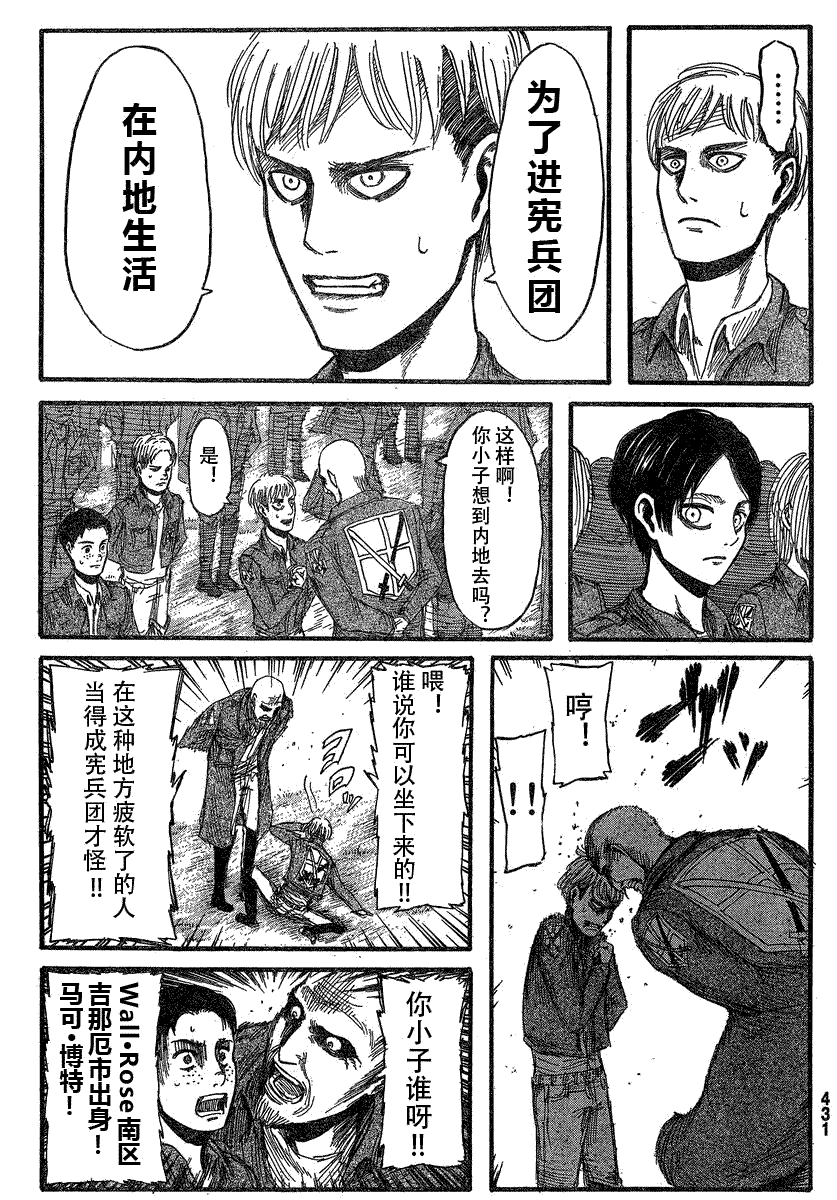 ……
为了进宪兵团
在内地生活
这样啊！
你小子想到内地去吗？
是！
哼！
！！
喂！
谁说你可以坐下来的!!
在这种地方疲软了的人
当得成宪兵团才怪!!
你小子谁呀!!
Wall·Rose南区
吉那厄市出身！
马可·博特！
431